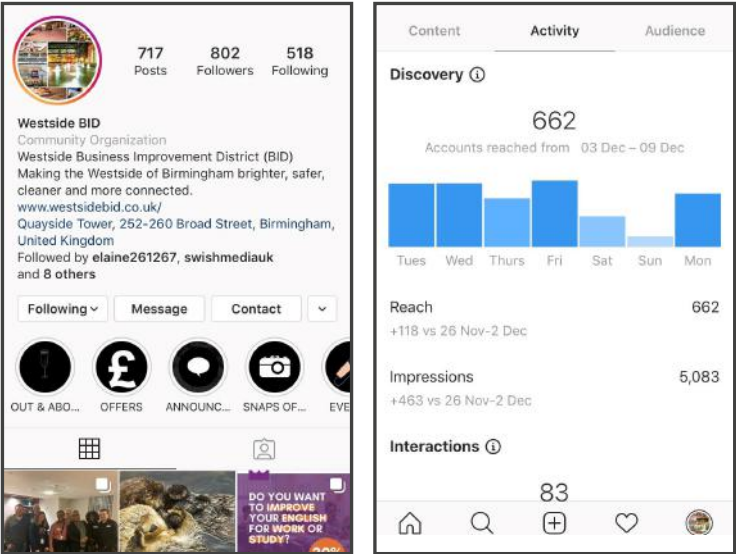 717 802 518
Posts Followers Following
Westside BID
Community Organization
Westside Business Improvement District (BID)
Making the Westside of Birmingham brighter, safer,
cleaner and more connected.
www.westsidebid.co.uk/
Quayside Tower, 252-260 Broad Street, Birmingham,
United Kingdom
Followed by elaine261267, swishmediauk
and 8 others
Following Message Contact
£
OUT & ABO... OFFERS ANNOUNC... SNAPS OF... EVE
DO YOU WANT
TO IMPROVE
YOUR ENGLISH
FOR WORK OR
STUDY?
20%
Content Activity Audience
Discovery
662
Accounts reached from 03 Dec – 09 Dec
Tues Wed Thurs Fri Sat Sun Mon
Reach 662
+118 vs 26 Nov-2 Dec
Impressions 5,083
+463 vs 26 Nov-2 Dec
Interactions
83